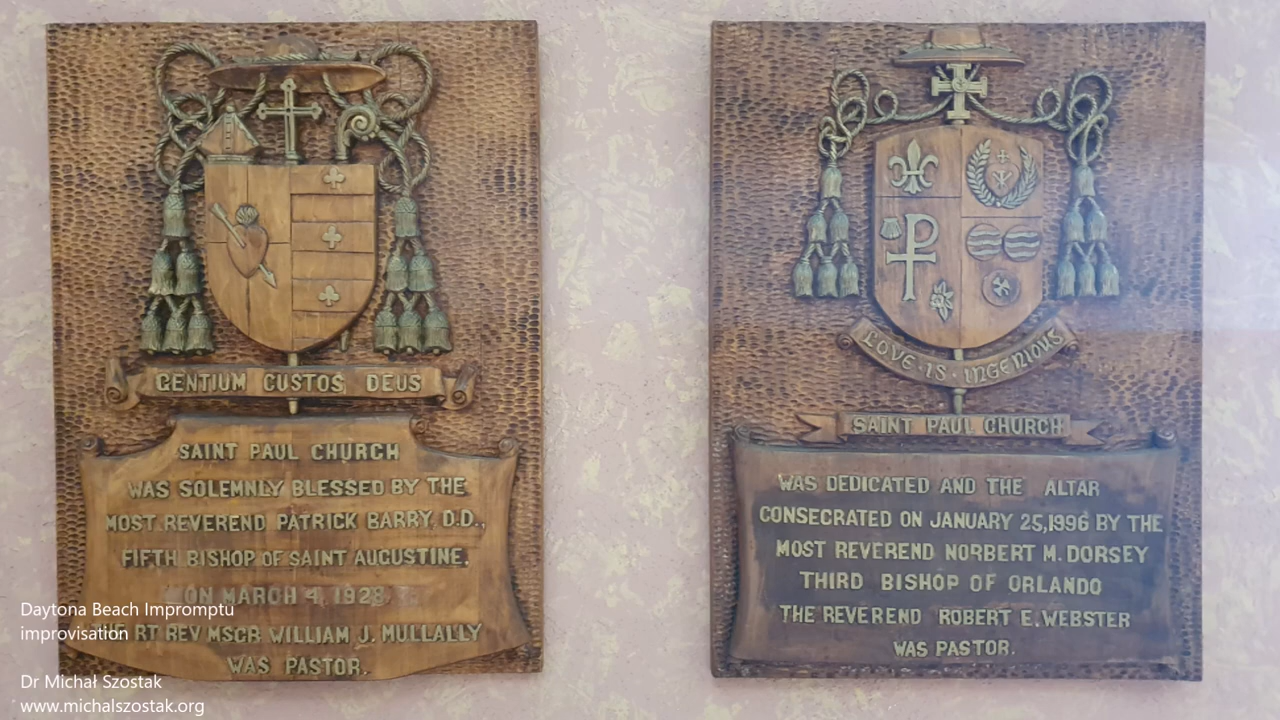 GENTIUM CUSTOS DEUS
SAINT PAUL CHURCH
WAS SOLEMNLY BLESSED BY THE
MOST REVEREND PATRICK BARRY, D.D.,
FIFTH BISHOP OF SAINT AUGUSTINE,
ON MARCH 4, 1928,
THE RT REV MSGR WILLIAM J. MULLALLY
WAS PASTOR.
LOVE · IS · INGENIOUS
SAINT PAUL CHURCH
WAS DEDICATED AND THE ALTAR
CONSECRATED ON JANUARY 25,1996 BY THE
MOST REVEREND NORBERT M. DORSEY
THIRD BISHOP OF ORLANDO
THE REVEREND ROBERT E. WEBSTER
WAS PASTOR.
Daytona Beach Impromptu
improvisation
Dr Michał Szostak
www.michalszostak.org